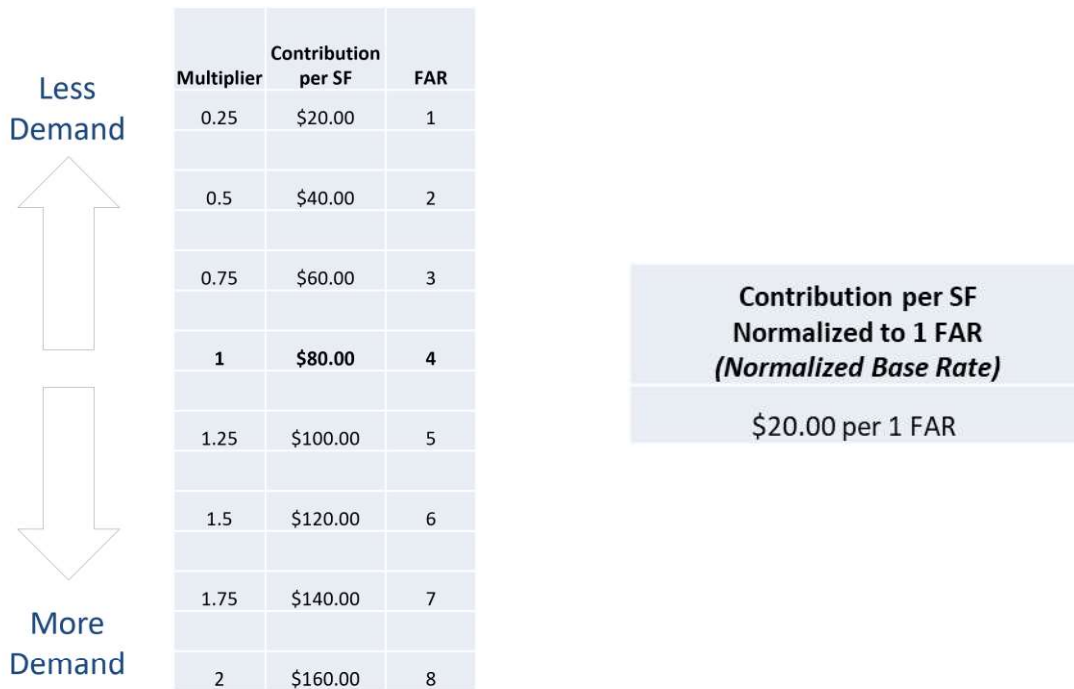 Less
Demand
More
Demand
Multiplier Contribution per SF FAR
0.25 $20.00 1
0.5 $40.00 2
0.75 $60.00 3
1 $80.00 4
1.25 $100.00 5
1.5 $120.00 6
1.75 $140.00 7
2 $160.00 8
Contribution per SF
Normalized to 1 FAR
(Normalized Base Rate)
$20.00 per 1 FAR